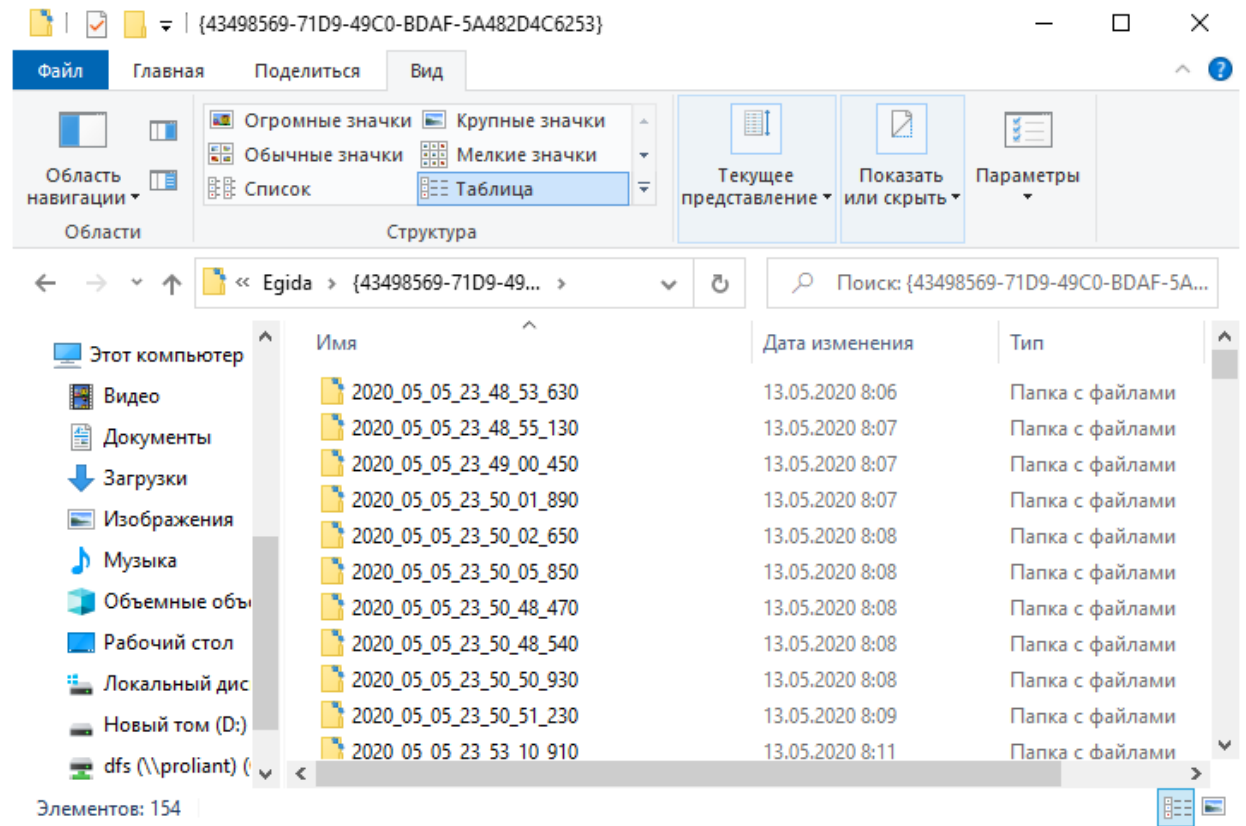 {43498569-71D9-49C0-BDAF-5A482D4C6253}
Файл Главная Поделиться Вид
Огромные значки Крупные значки
Обычные значки Мелкие значки
Список Таблица
Область навигации
Текущее представление
Показать или скрыть
Параметры
Области Структура
« Egida › {43498569-71D9-49... ›
Поиск: {43498569-71D9-49C0-BDAF-5A...
Этот компьютер
Видео
Документы
Загрузки
Изображения
Музыка
Объемные объ
Рабочий стол
Локальный дис
Новый том (D:)
dfs (\\proliant) (
Имя Дата изменения Тип
2020_05_05_23_48_53_630 13.05.2020 8:06 Папка с файлами
2020_05_05_23_48_55_130 13.05.2020 8:07 Папка с файлами
2020_05_05_23_49_00_450 13.05.2020 8:07 Папка с файлами
2020_05_05_23_50_01_890 13.05.2020 8:07 Папка с файлами
2020_05_05_23_50_02_650 13.05.2020 8:08 Папка с файлами
2020_05_05_23_50_05_850 13.05.2020 8:08 Папка с файлами
2020_05_05_23_50_48_470 13.05.2020 8:08 Папка с файлами
2020_05_05_23_50_48_540 13.05.2020 8:08 Папка с файлами
2020_05_05_23_50_50_930 13.05.2020 8:08 Папка с файлами
2020_05_05_23_50_51_230 13.05.2020 8:09 Папка с файлами
2020_05_05_23_53_10_910 13.05.2020 8:11 Папка с файлами
Элементов: 154